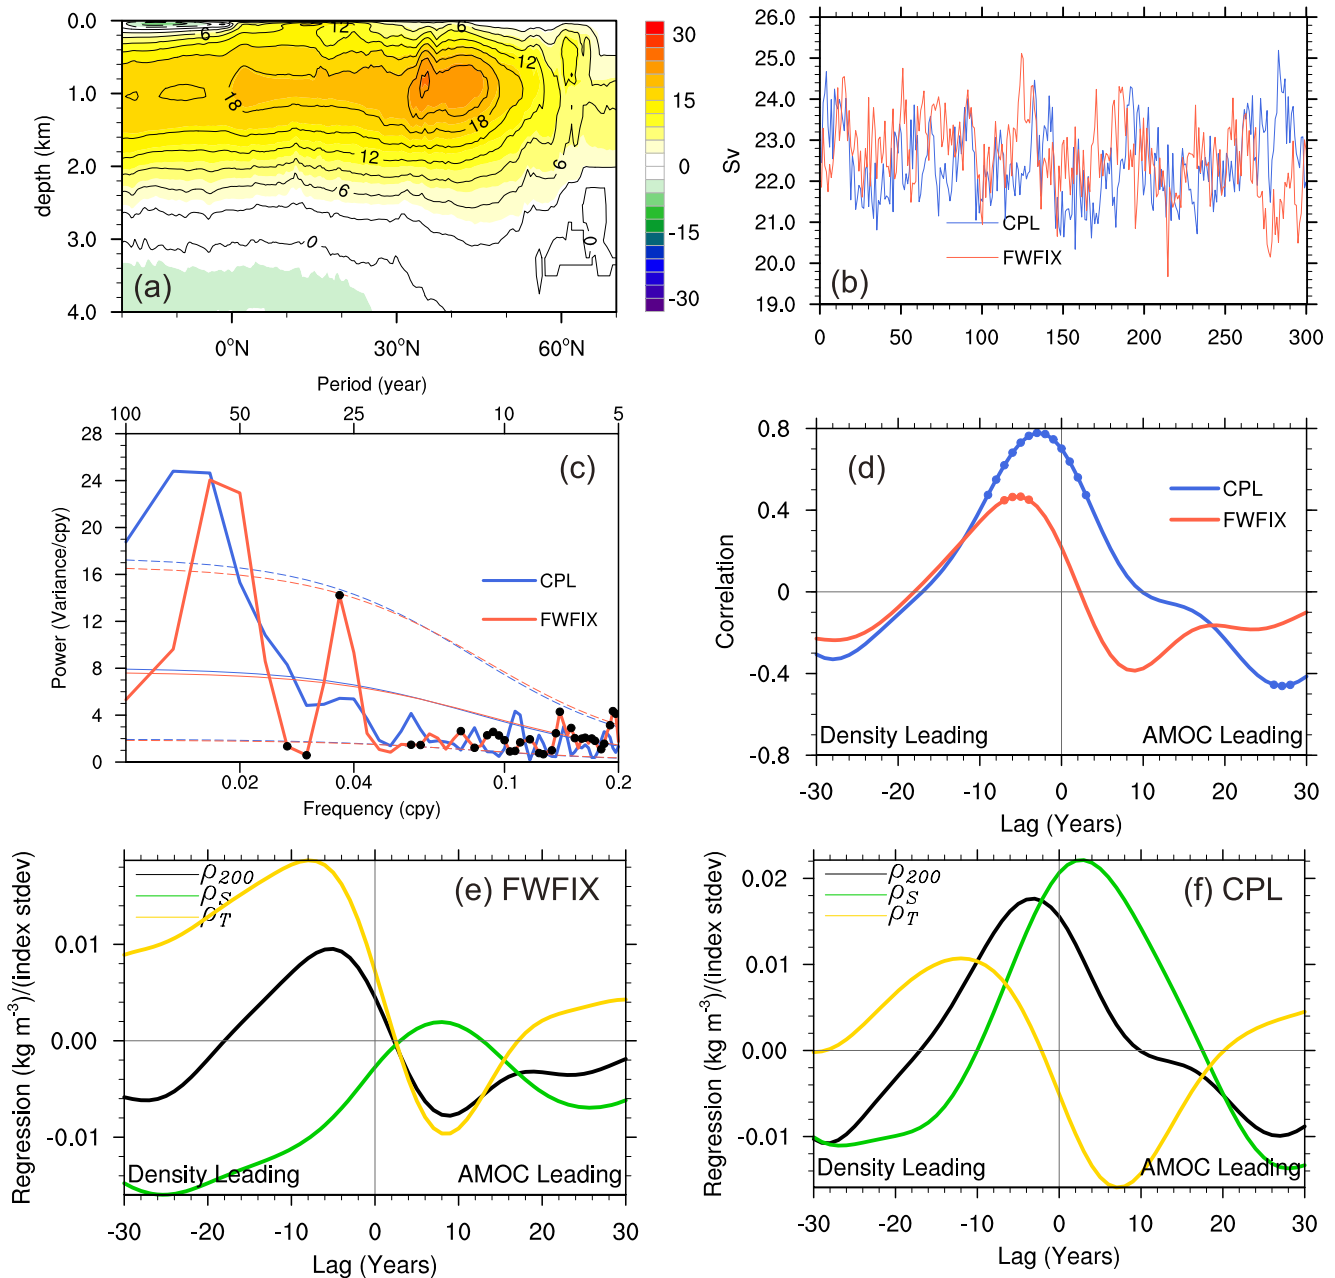 0.0
1.0
2.0
3.0
4.0
depth (km)
6
12
6
12
18
18
12
6
6
0
0
(a)
0°N
30°N
60°N
30
15
0
-15
-30
26.0
25.0
24.0
23.0
22.0
21.0
20.0
19.0
Sv
CPL
FWFIX
(b)
0
50
100
150
200
250
300
Period (year)
100
50
25
10
5
28
24
20
16
12
8
4
0
Power (Variance/cpy)
(c)
CPL
FWFIX
0.02
0.04
0.1
0.2
Frequency (cpy)
0.8
0.4
0
-0.4
-0.8
Correlation
(d)
CPL
FWFIX
Density Leading
AMOC Leading
-30
-20
-10
0
10
20
30
Lag (Years)
0.01
0.00
-0.01
Regression (kg m-3)/(index stdev)
ρ200
ρS
ρT
(e) FWFIX
Density Leading
AMOC Leading
-30
-20
-10
0
10
20
30
Lag (Years)
0.02
0.01
0.00
-0.01
Regression (kg m-3)/(index stdev)
ρ200
ρS
ρT
(f) CPL
Density Leading
AMOC Leading
-30
-20
-10
0
10
20
30
Lag (Years)